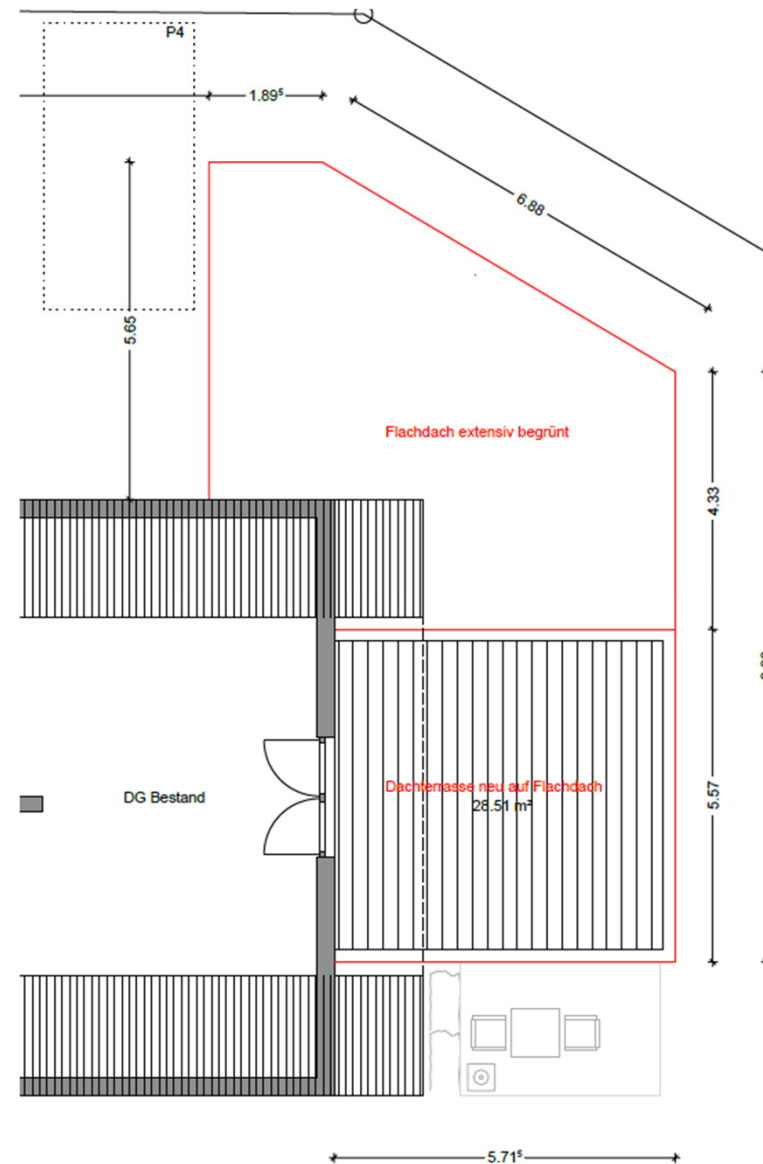 P4
1.89⁵
6.88
5.65
Flachdach extensiv begrünt
4.33
DG Bestand
Dachterrasse neu auf Flachdach
28.51 m²
5.57
5.71⁵